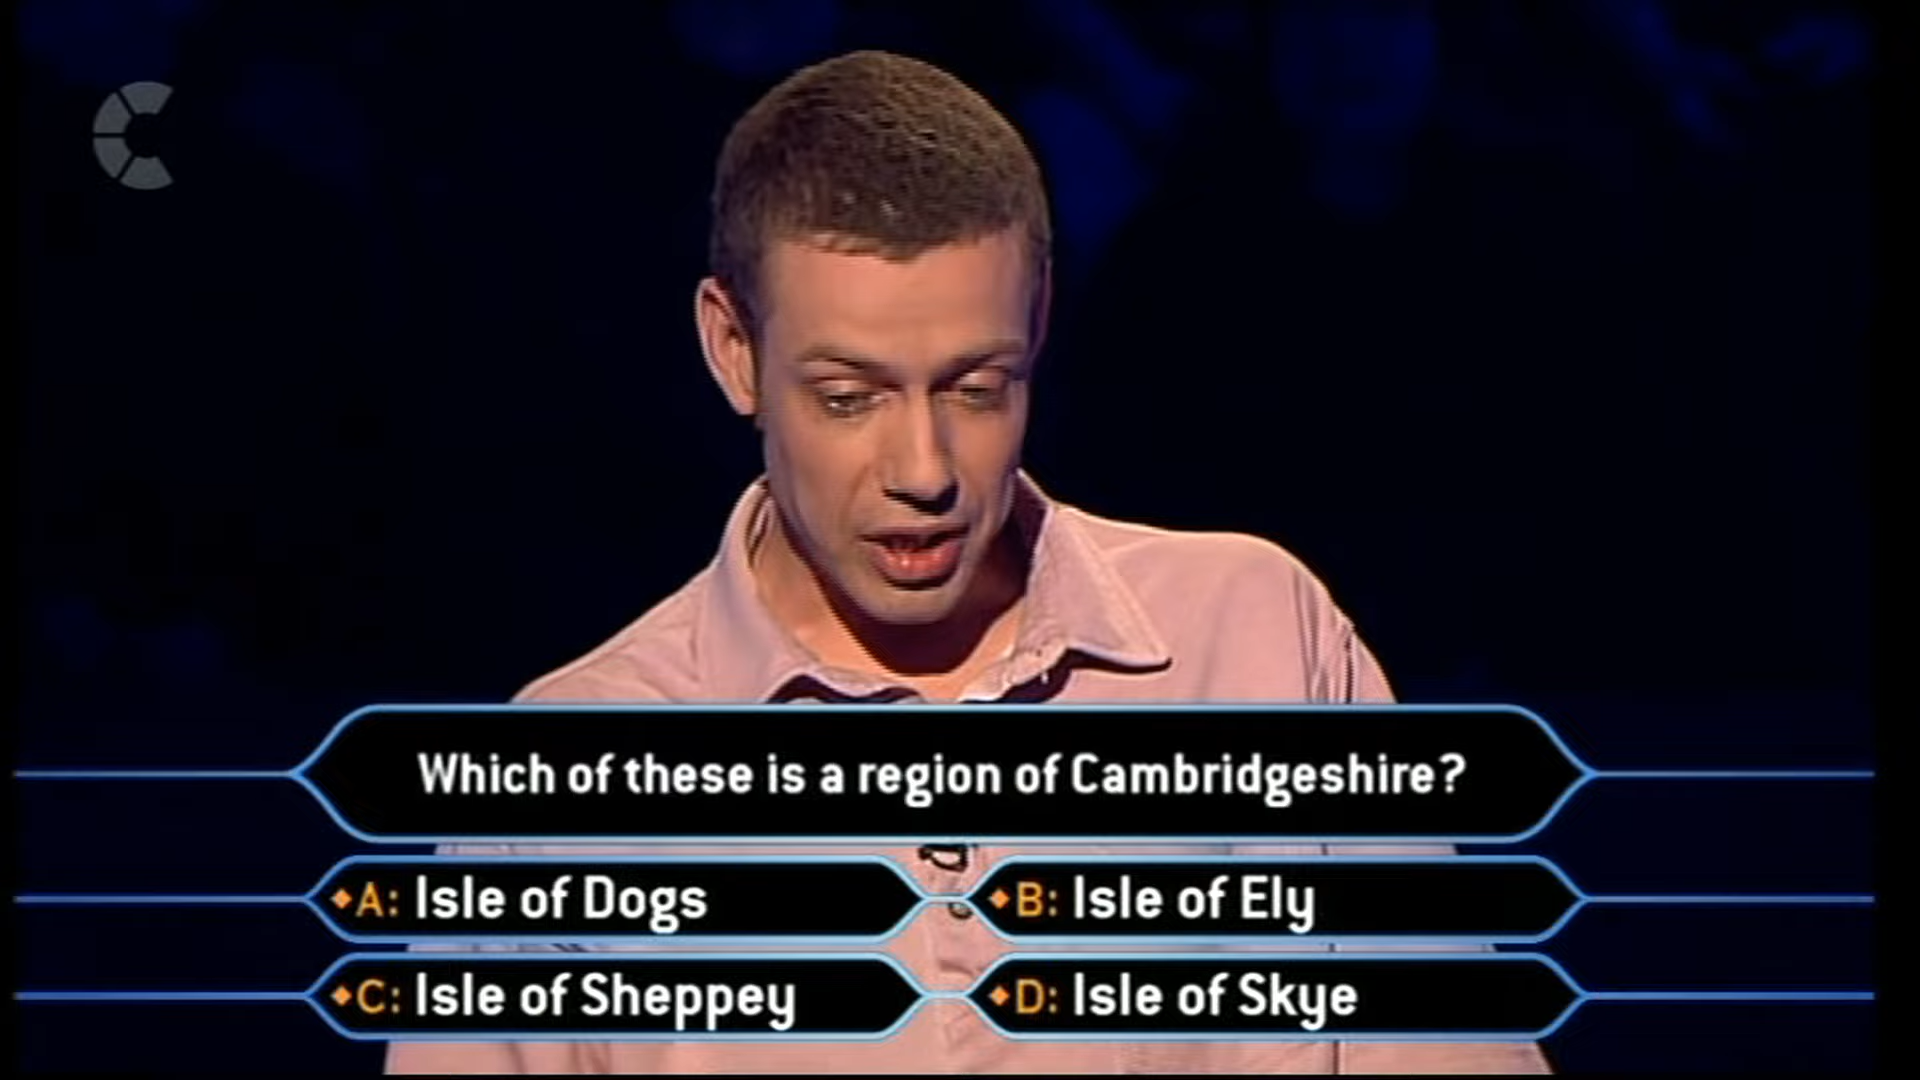 Which of these is a region of Cambridgeshire?
A: Isle of Dogs
B: Isle of Ely
C: Isle of Sheppey
D: Isle of Skye